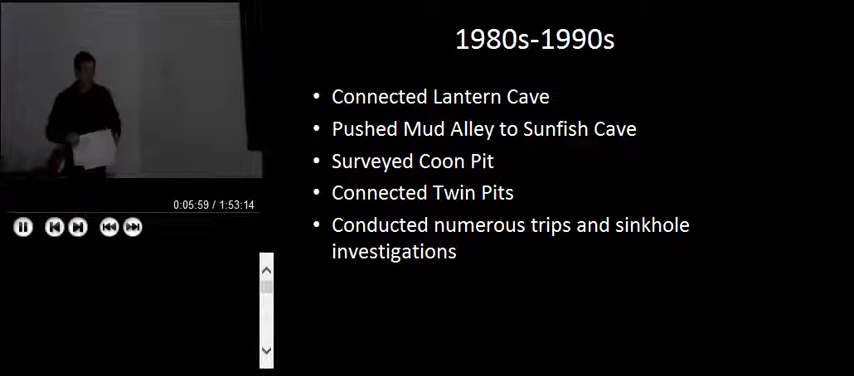 1980s-1990s
• Connected Lantern Cave
• Pushed Mud Alley to Sunfish Cave
• Surveyed Coon Pit
• Connected Twin Pits
• Conducted numerous trips and sinkhole
investigations
0:05:59 / 1:53:14